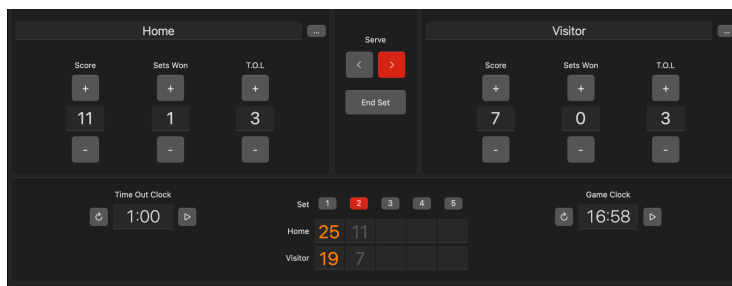 Home ... Serve Visitor ...
Score Sets Won T.O.L < > Score Sets Won T.O.L
+ + + + + +
End Set
11 1 3 7 0 3
- - - - - -
Time Out Clock Game Clock
Set 1 2 3 4 5
1:00 16:58
Home 25 11
Visitor 19 7